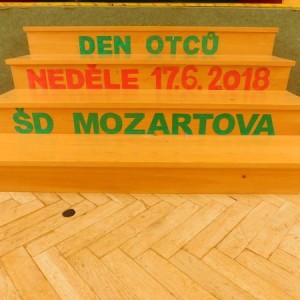 DEN OTCŮ
NEDĚLE 17.6.2018
ŠD MOZARTOVA